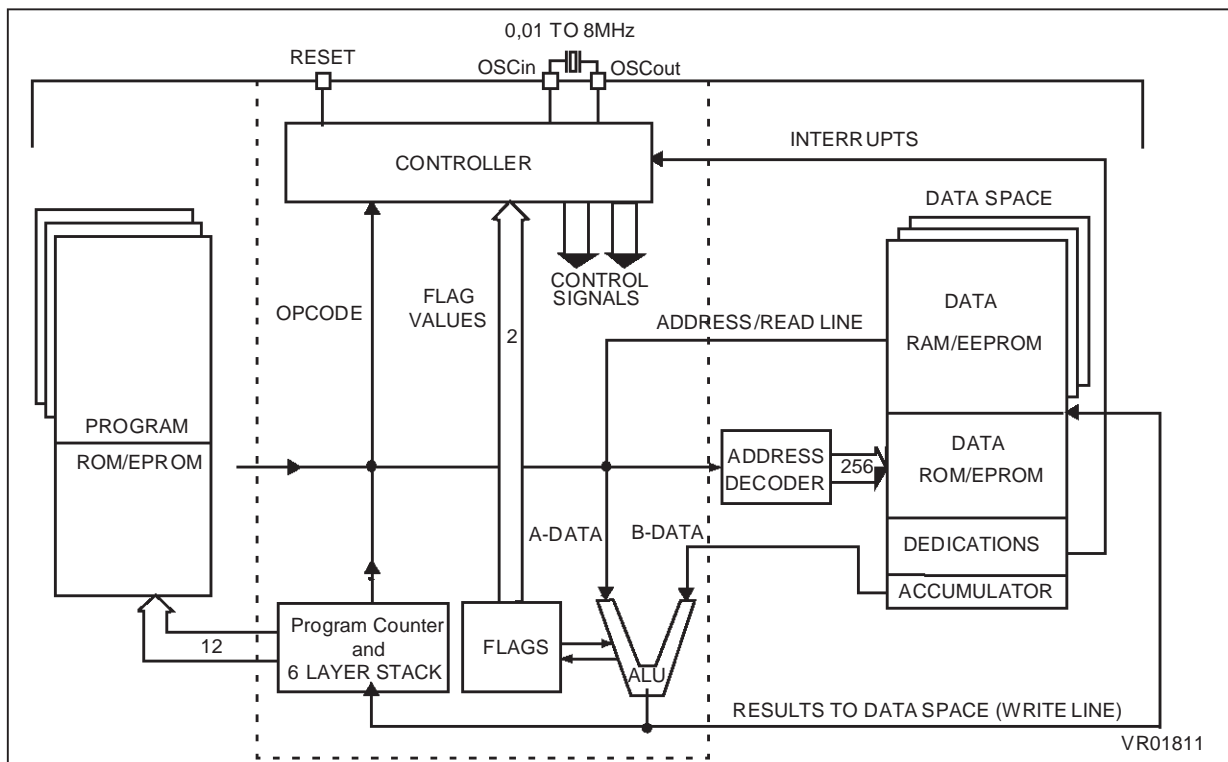 0,01 TO 8MHz
RESET
OSCin
OSCout
INTERRUPTS
CONTROLLER
DATA SPACE
CONTROL
SIGNALS
FLAG
VALUES
OPCODE
2
DATA
RAM/EEPROM
ADDRESS/READ LINE
PROGRAM
ROM/EPROM
ADDRESS
DECODER
256
DATA
ROM/EPROM
A-DATA
B-DATA
DEDICATIONS
ACCUMULATOR
12
Program Counter
and
6 LAYER STACK
FLAGS
ALU
RESULTS TO DATA SPACE (WRITE LINE)
VR01811